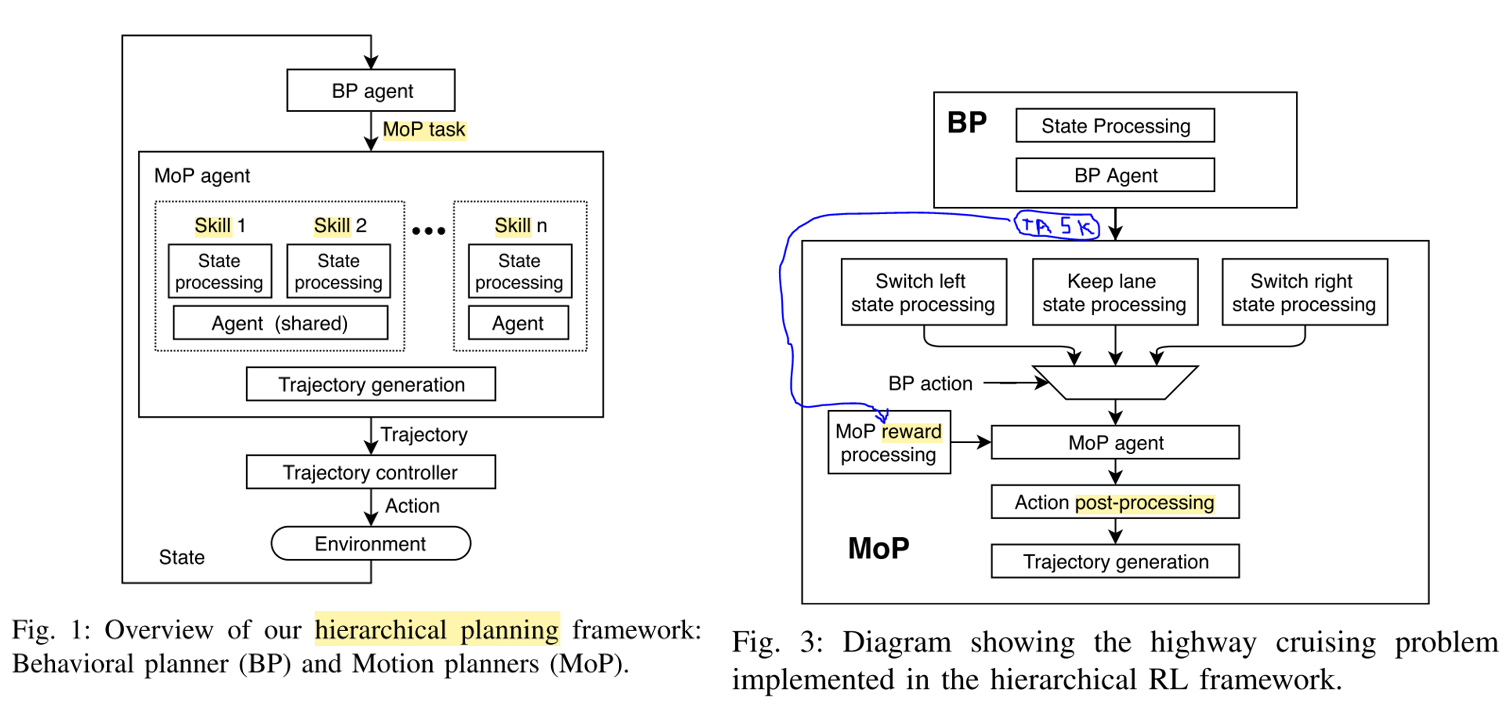 BP agent
MoP task
MoP agent
Skill 1
Skill 2
Skill n
State
processing
State
processing
State
processing
Agent (shared)
Agent
Trajectory generation
Trajectory
Trajectory controller
Action
Environment
State
Fig. 1: Overview of our hierarchical planning framework:
Behavioral planner (BP) and Motion planners (MoP).
BP
State Processing
BP Agent
TASK
Switch left
state processing
Keep lane
state processing
Switch right
state processing
BP action
MoP reward
processing
MoP agent
Action post-processing
MoP
Trajectory generation
Fig. 3: Diagram showing the highway cruising problem
implemented in the hierarchical RL framework.